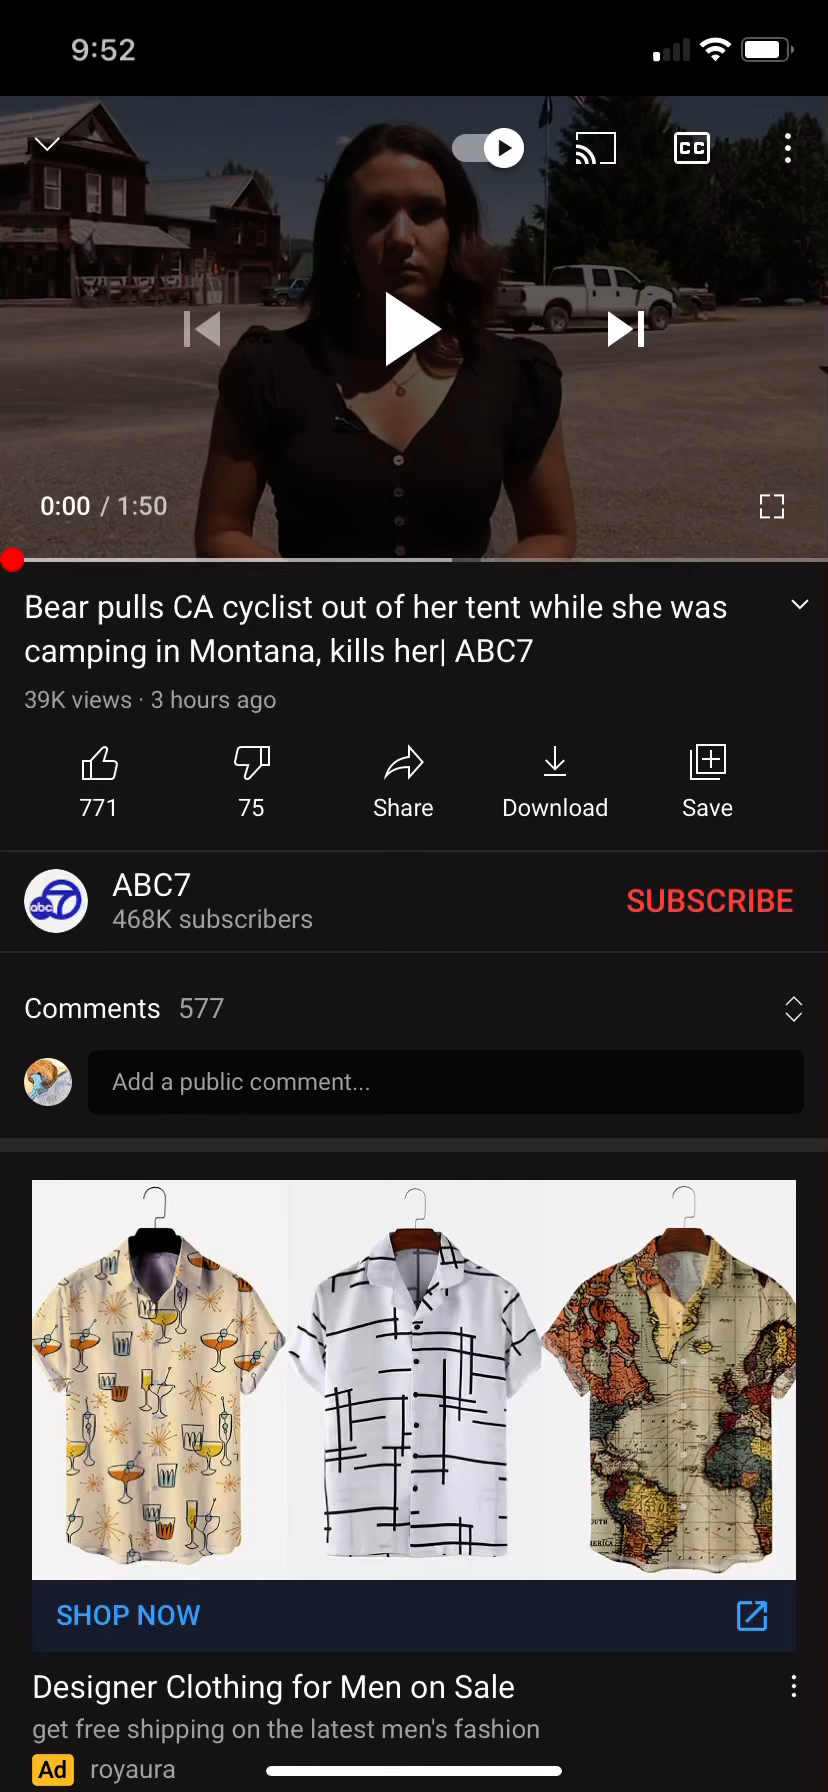 9:52
CC
0:00 / 1:50
Bear pulls CA cyclist out of her tent while she was
camping in Montana, kills her| ABC7
39K views · 3 hours ago
771
75
Share
Download
Save
abc 7
ABC7
468K subscribers
SUBSCRIBE
Comments 577
Add a public comment...
SHOP NOW
Designer Clothing for Men on Sale
get free shipping on the latest men's fashion
Ad royaura